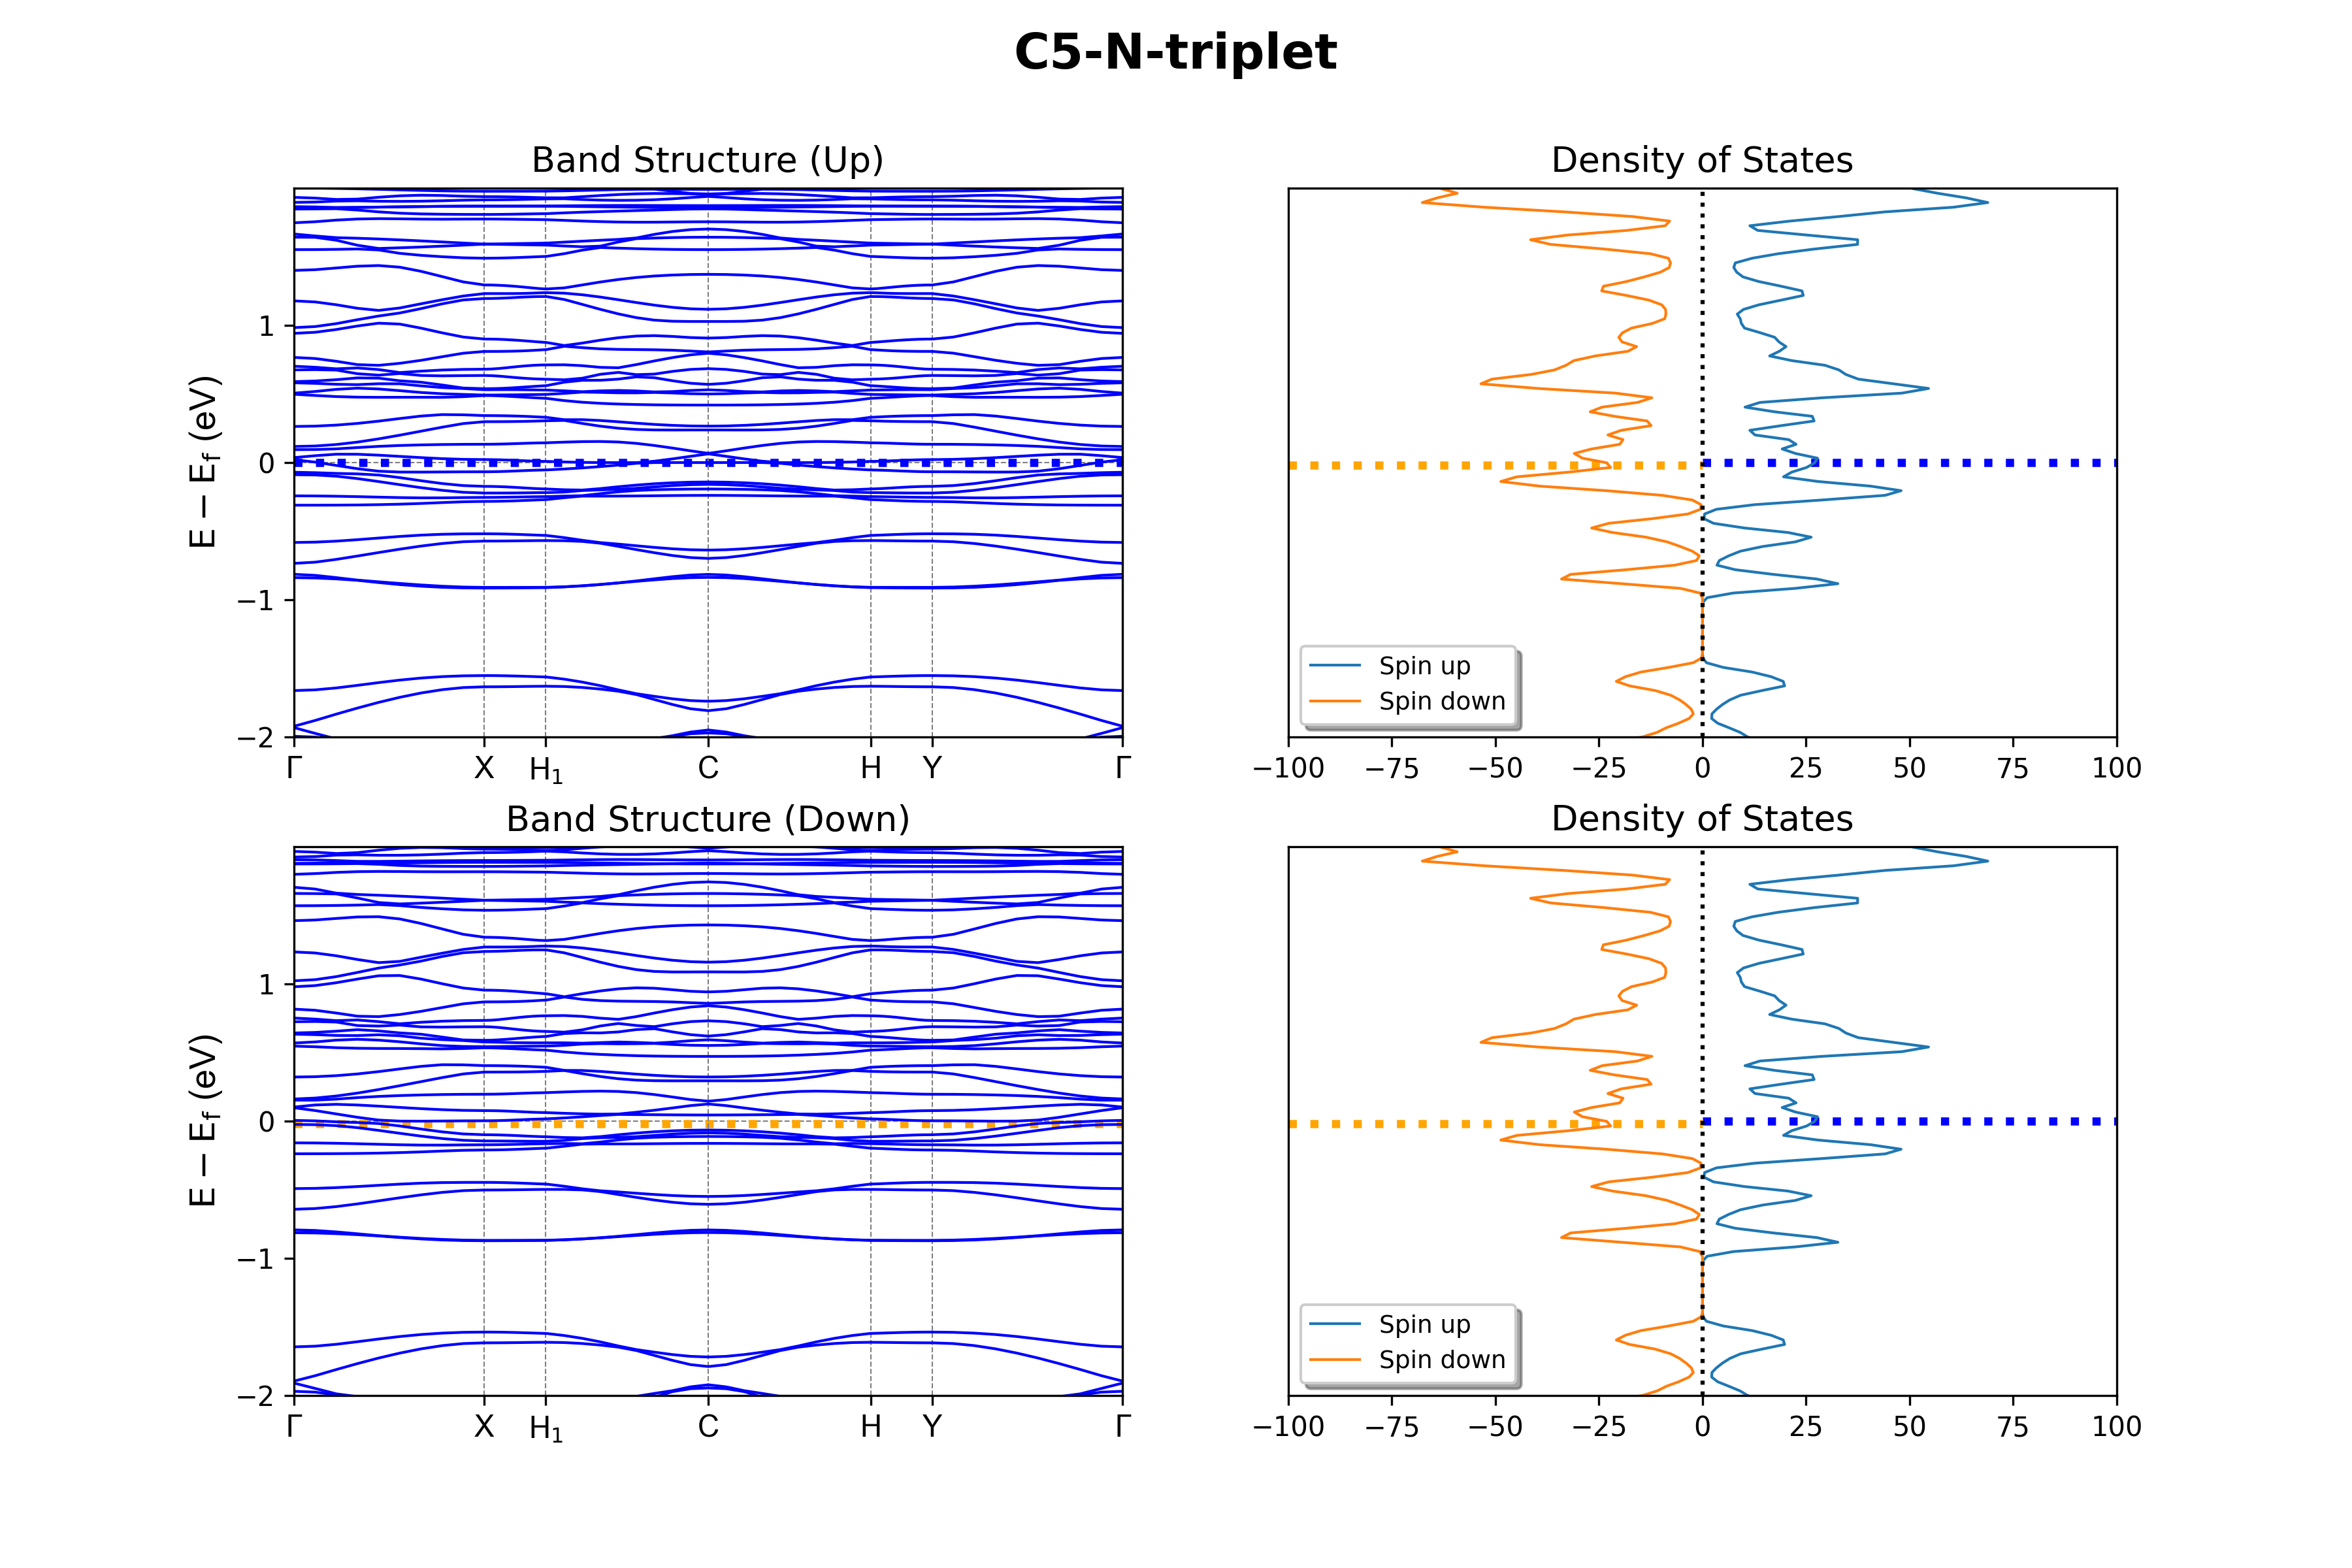 C5-N-triplet
Band Structure (Up)
E − E_f (eV)
1
0
−1
−2
Γ X H₁ C H Y Γ
Density of States
Spin up
Spin down
−100 −75 −50 −25 0 25 50 75 100
Band Structure (Down)
E − E_f (eV)
1
0
−1
−2
Γ X H₁ C H Y Γ
Density of States
Spin up
Spin down
−100 −75 −50 −25 0 25 50 75 100